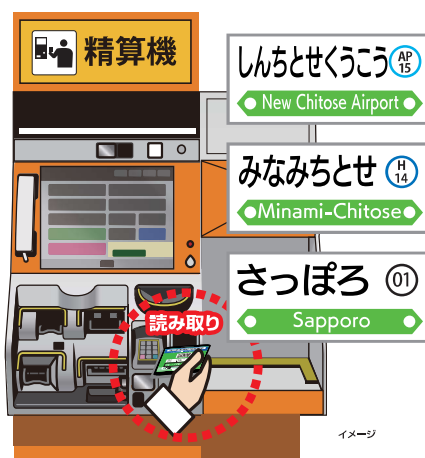 精算機
しんちとせくうこう AP 15
New Chitose Airport
みなみちとせ H 14
Minami-Chitose
さっぽろ 01
Sapporo
読み取り
イメージ